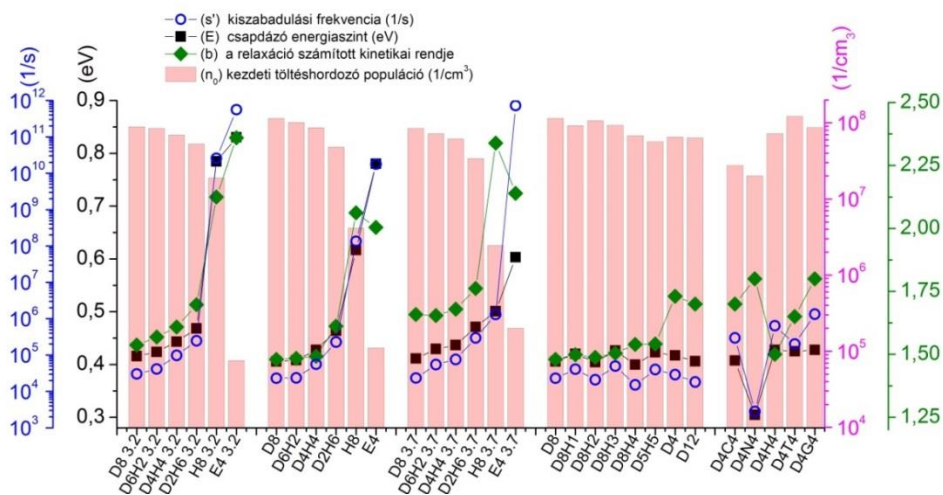 (s') kiszabadulási frekvencia (1/s)
(E) csapdázó energiaszint (eV)
(b) a relaxáció számított kinetikai rendje
(n₀) kezdeti töltéshordozó populáció (1/cm³)
(1/s)
(eV)
(1/cm³)
10¹²
10¹¹
10¹⁰
10⁹
10⁸
10⁷
10⁶
10⁵
10⁴
10³
0,9
0,8
0,7
0,6
0,5
0,4
0,3
10⁸
10⁷
10⁶
10⁵
10⁴
2,50
2,25
2,00
1,75
1,50
1,25
D8 3.2
D6H2 3.2
D4H4 3.2
D2H6 3.2
H8 3.2
E4 3.2
D8
D6H2
D4H4
D2H6
H8
E4
D8 3.7
D6H2 3.7
D4H4 3.7
D2H6 3.7
H8 3.7
E4 3.7
D8
D8H1
D8H2
D8H3
D8H4
D5H5
D4
D12
D4C4
D4N4
D4H4
D4T4
D4G4